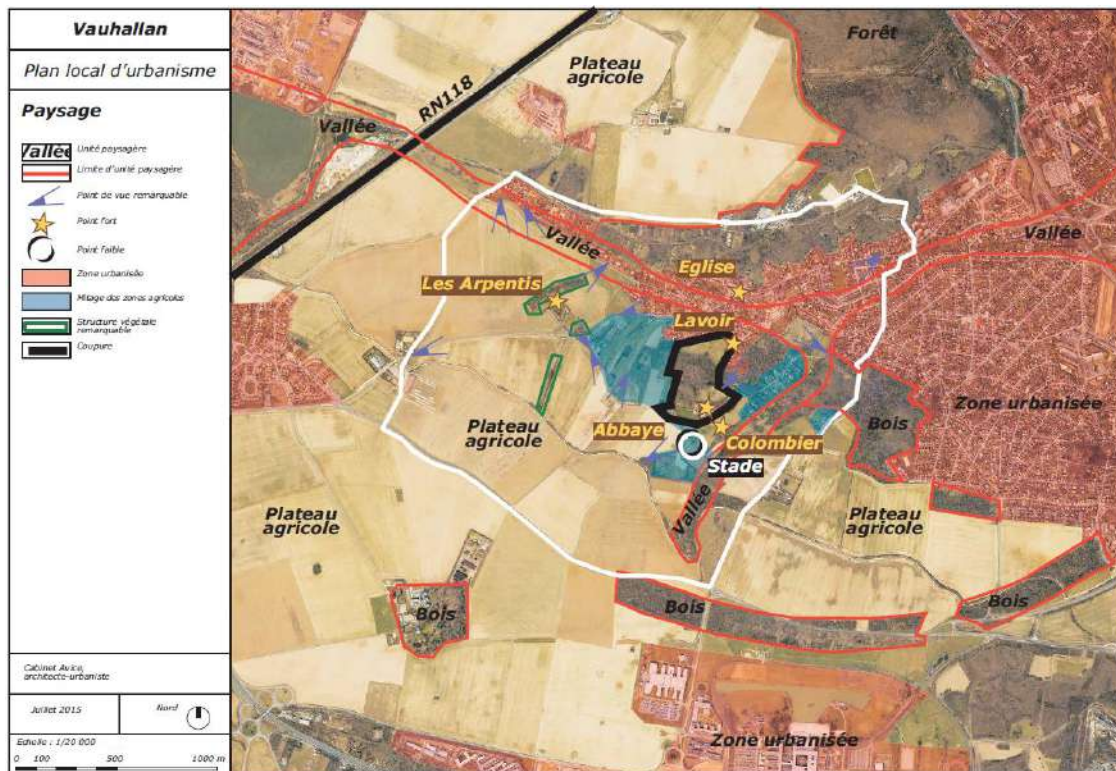 Vauhallan
Plan local d'urbanisme
Paysage
Vallée
Unité paysagère
Limite d'unité paysagère
Point de vue remarquable
Point fort
Point faible
Zone urbanisée
Mitage des zones agricoles
Structure végétale
remarquable
Coupure
Cabinet Avice,
architecte-urbaniste
Juillet 2015
Nord
Echelle : 1/20 000
0 100 500 1000 m
Forêt
Plateau
agricole
RN118
Vallée
Vallée
Vallée
Eglise
Les Arpentis
Lavoir
Plateau
agricole
Abbaye
Colombier
Stade
Bois
Zone urbanisée
Vallée
Plateau
agricole
Plateau
agricole
Bois
Bois
Bois
Zone urbanisée